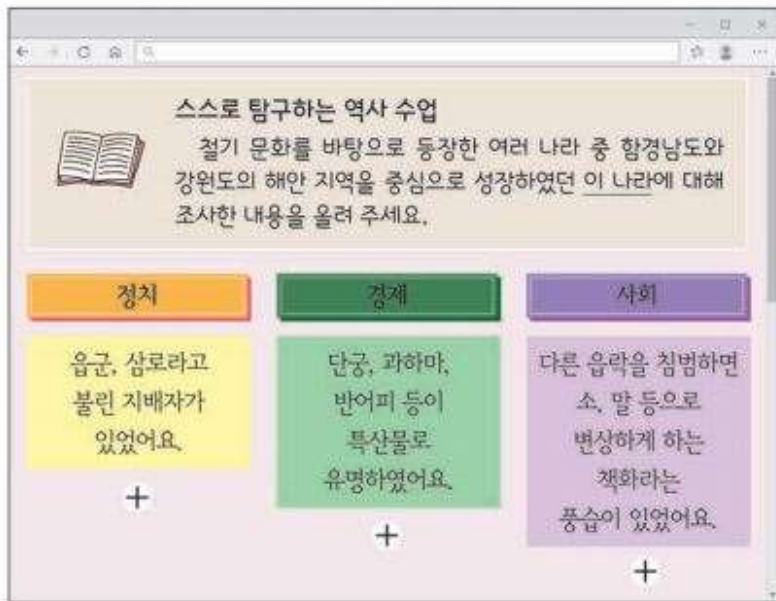 스스로 탐구하는 역사 수업
철기 문화를 바탕으로 등장한 여러 나라 중 함경남도와
강원도의 해안 지역을 중심으로 성장하였던 이 나라에 대해
조사한 내용을 올려 주세요.
정치
읍군, 삼로라고
불린 지배자가
있었어요.
경제
단궁, 과하마,
반어피 등이
특산물로
유명하였어요.
사회
다른 읍락을 침범하면
소, 말 등으로
변상하게 하는
책화라는
풍습이 있었어요.